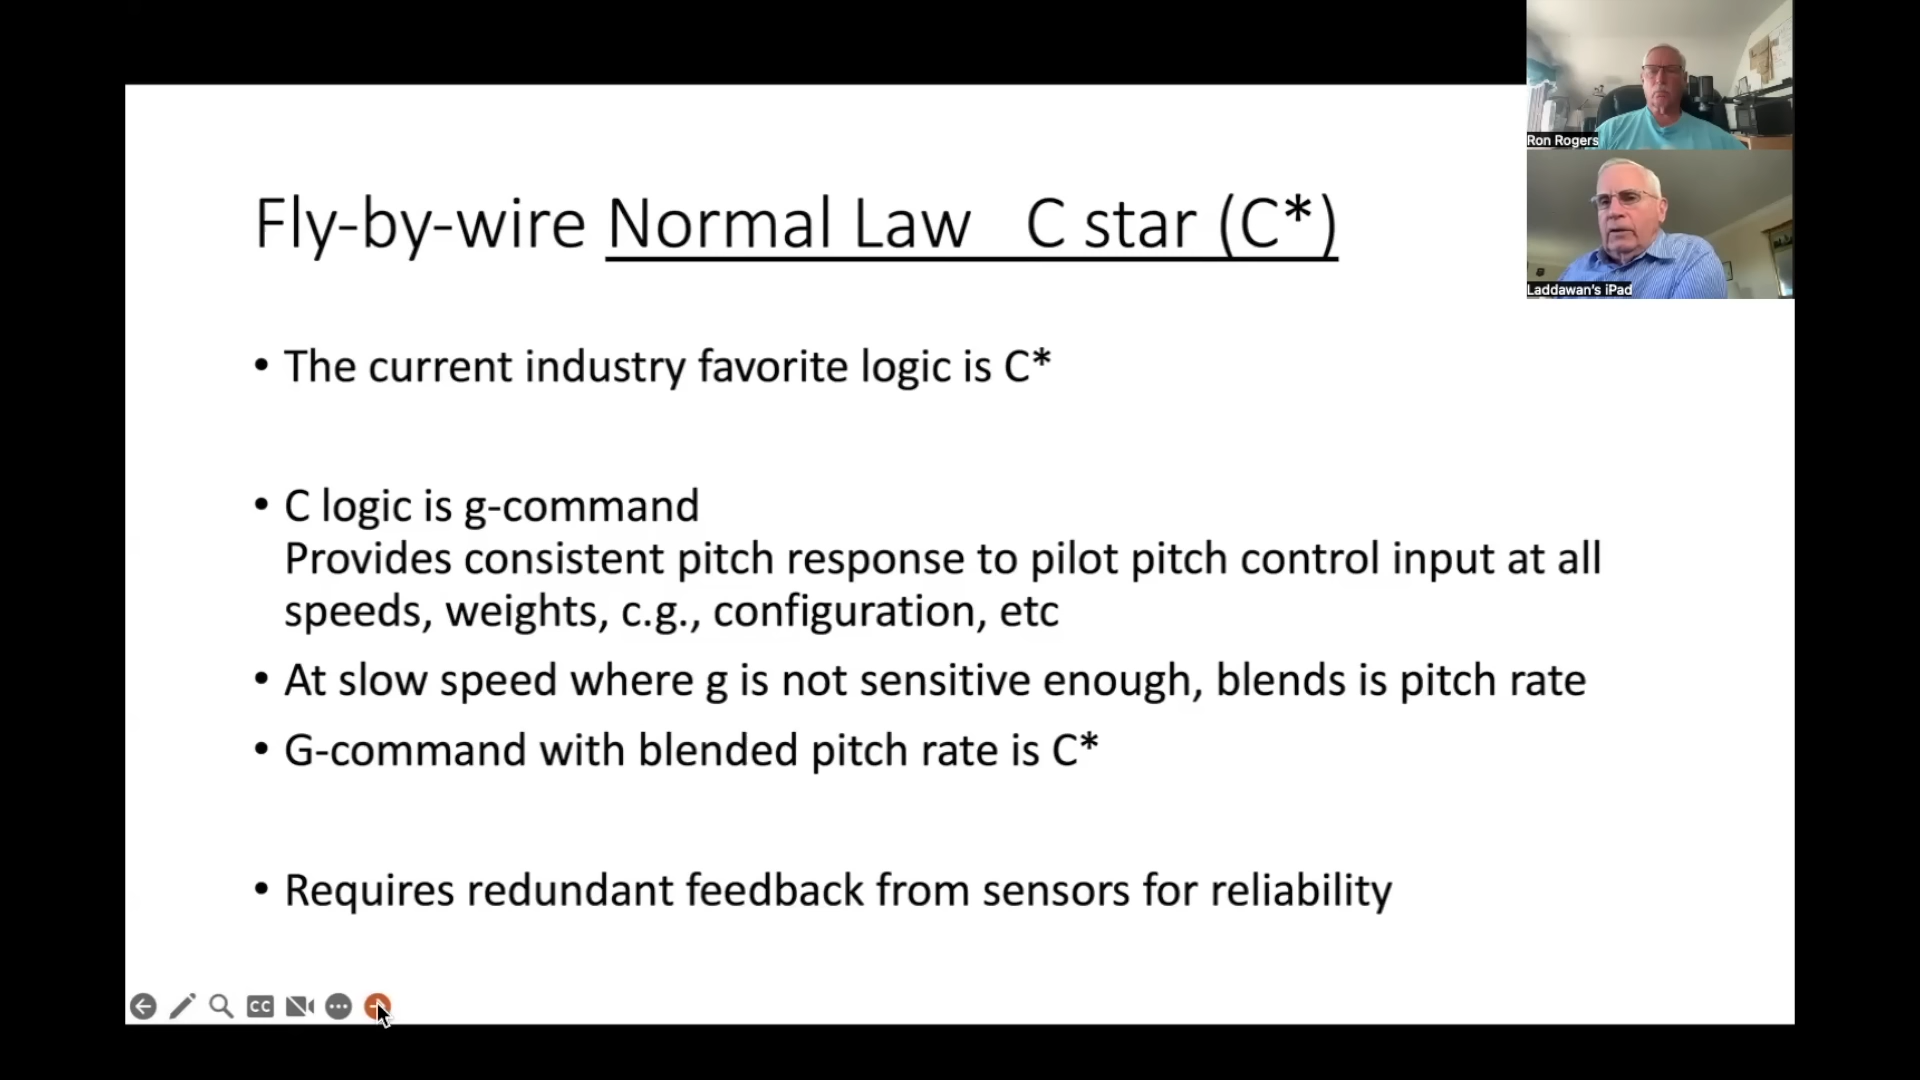 Fly-by-wire Normal Law C star (C*)
• The current industry favorite logic is C*
• C logic is g-command
Provides consistent pitch response to pilot pitch control input at all
speeds, weights, c.g., configuration, etc
• At slow speed where g is not sensitive enough, blends is pitch rate
• G-command with blended pitch rate is C*
• Requires redundant feedback from sensors for reliability
Ron Rogers
Laddawan's iPad
CC